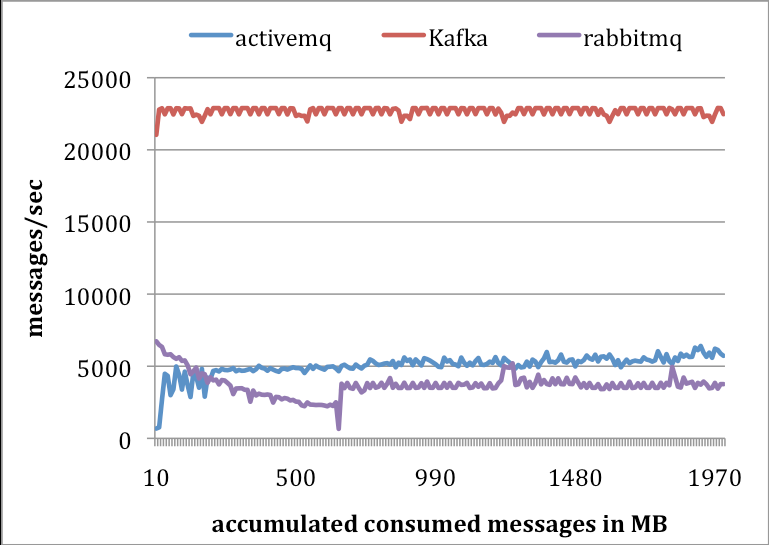 activemq Kafka rabbitmq
25000
20000
15000
10000
5000
0
messages/sec
10 500 990 1480 1970
accumulated consumed messages in MB